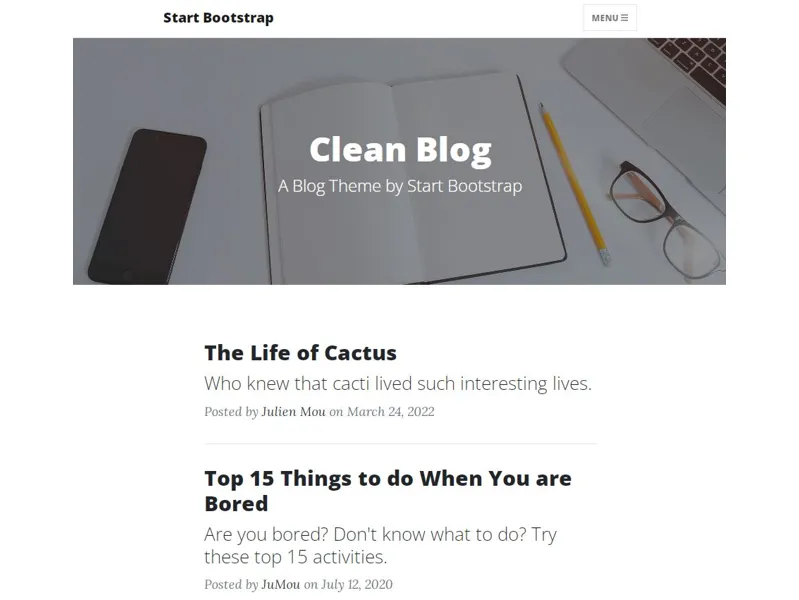 Start Bootstrap
MENU
Clean Blog
A Blog Theme by Start Bootstrap
The Life of Cactus
Who knew that cacti lived such interesting lives.
Posted by Julien Mou on March 24, 2022
Top 15 Things to do When You are
Bored
Are you bored? Don't know what to do? Try
these top 15 activities.
Posted by JuMou on July 12, 2020